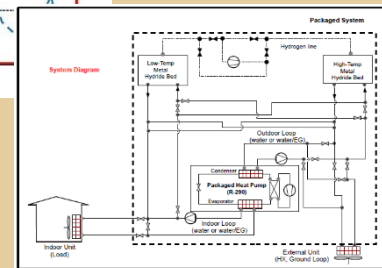 Packaged System
Hydrogen line
Low-Temp
Metal
Hydride Bed
High-Temp
Metal
Hydride Bed
System Diagram
Outdoor Loop
(water or water/EG)
Condenser
Packaged Heat Pump
(R-290)
Evaporator
Indoor Loop
(water or water/EG)
Indoor Unit
(Load)
External Unit
(HX, Ground Loop)